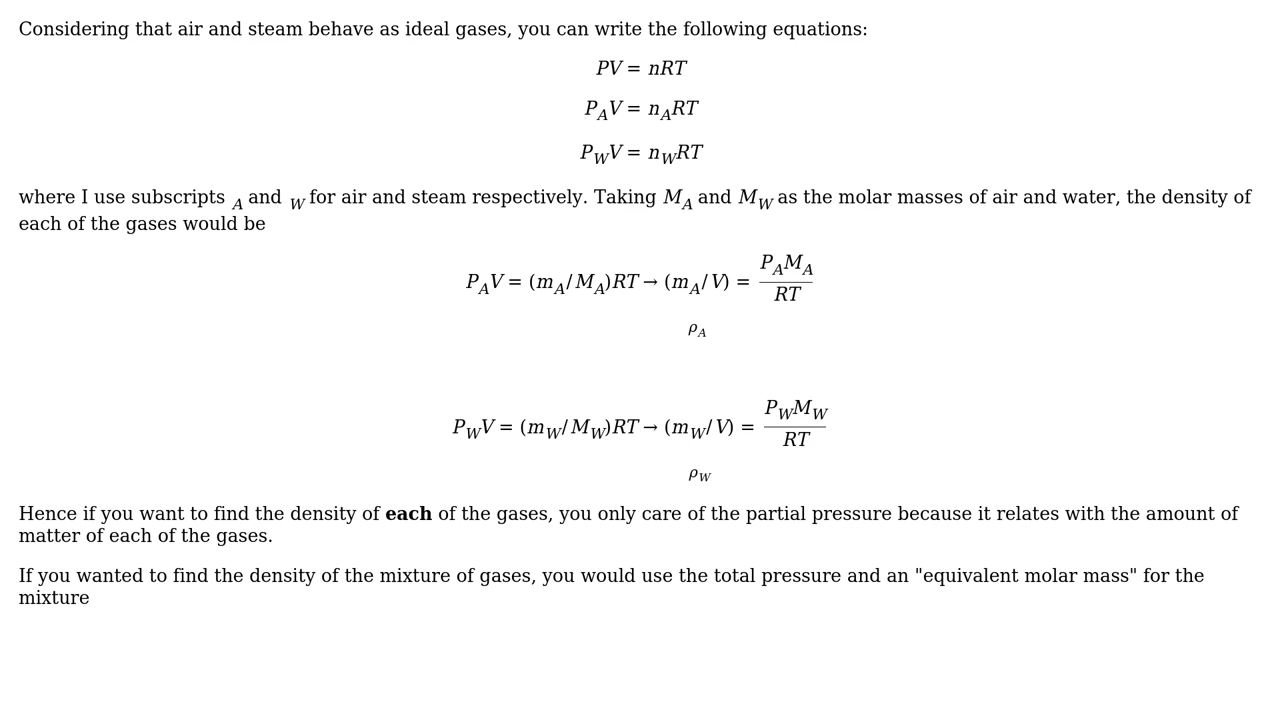 Considering that air and steam behave as ideal gases, you can write the following equations:
PV = nRT
P_A V = n_A RT
P_W V = n_W RT
where I use subscripts _A and _W for air and steam respectively. Taking M_A and M_W as the molar masses of air and water, the density of
each of the gases would be
P_A V = (m_A/M_A)RT → (m_A/V) = P_A M_A / RT
ρ_A
P_W V = (m_W/M_W)RT → (m_W/V) = P_W M_W / RT
ρ_W
Hence if you want to find the density of each of the gases, you only care of the partial pressure because it relates with the amount of
matter of each of the gases.
If you wanted to find the density of the mixture of gases, you would use the total pressure and an "equivalent molar mass" for the
mixture